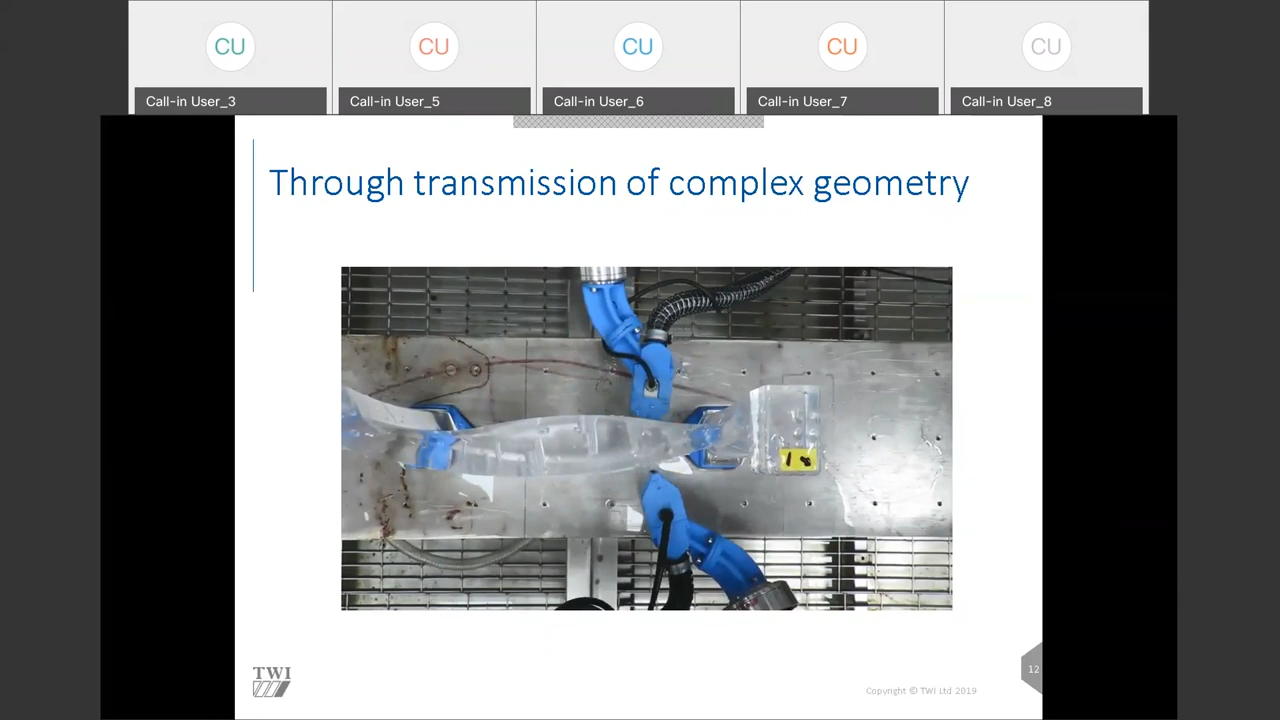 CU
CU
CU
CU
CU
Call-in User_3
Call-in User_5
Call-in User_6
Call-in User_7
Call-in User_8
Through transmission of complex geometry
TWI
Copyright © TWI Ltd 2019
12